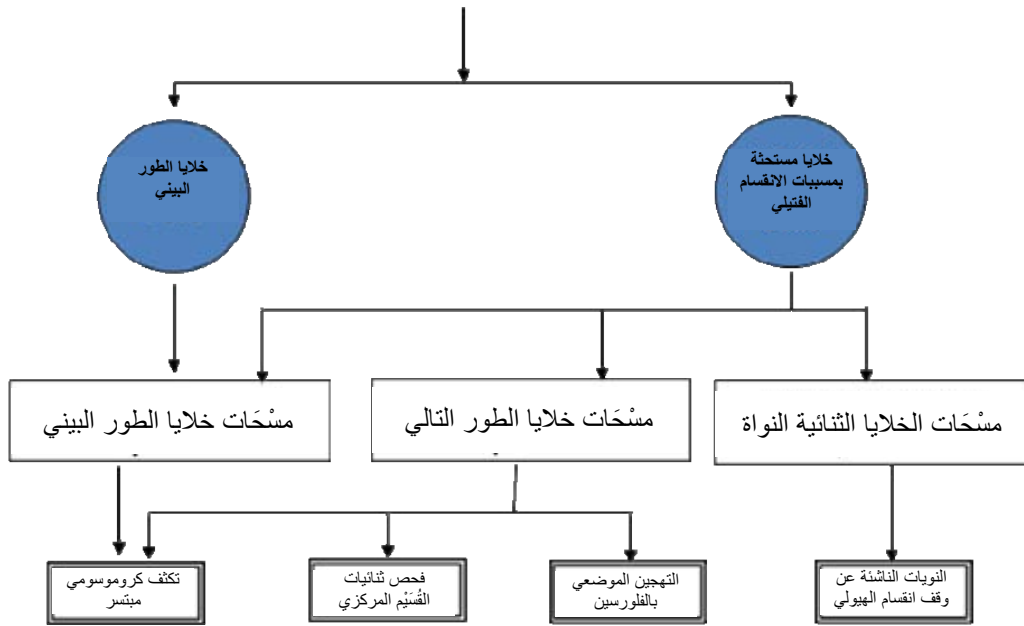 خلايا مستحثة
بمسببات الانقسام
الفتيلي
خلايا الطور
البيني
مسْحَات الخلايا الثنائية النواة
مسْحَات خلايا الطور التالي
مسْحَات خلايا الطور البيني
النويات الناشئة عن
وقف انقسام الهيولي
التهجين الموضعي
بالفلورسين
فحص ثنائيات
القُسَيْم المركزي
تكثف كروموسومي
مبتسر